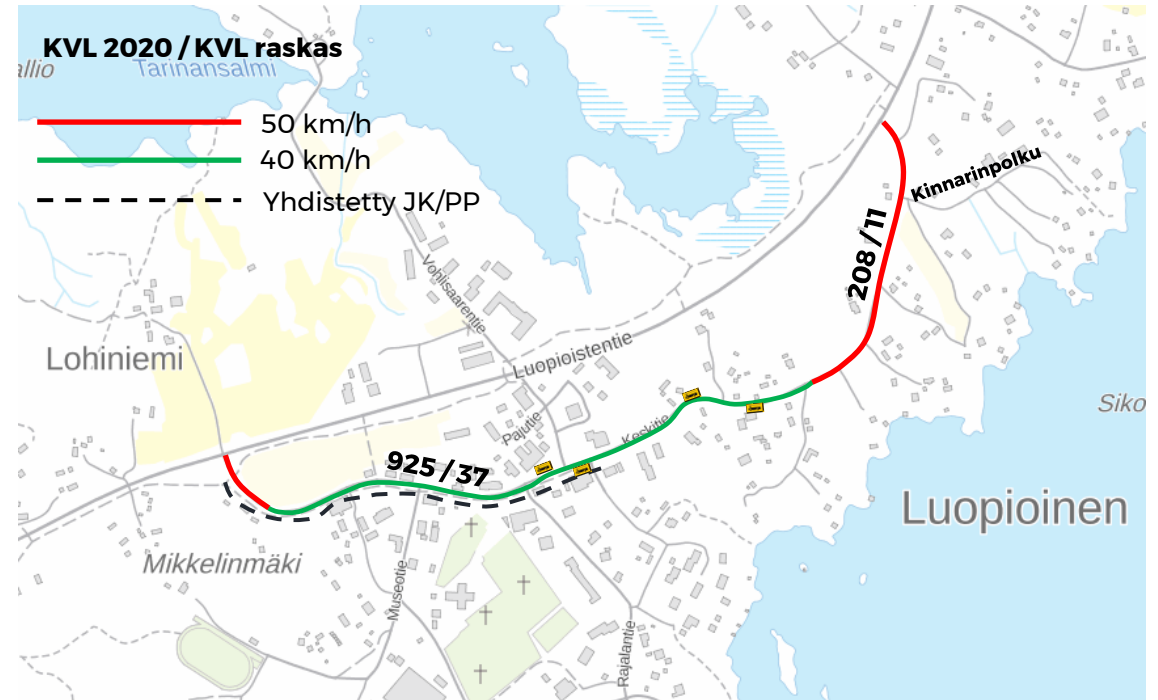 KVL 2020 / KVL raskas
allio
Tarinansalmi
50 km/h
40 km/h
Yhdistetty JK/PP
Kinnarinpolku
208 / 11
Vohlisaarentie
Luopioistentie
Lohiniemi
Siko
Pajutie
Keskitie
925 / 37
Luopioinen
Mikkelinmäki
Museotie
Rajalantie